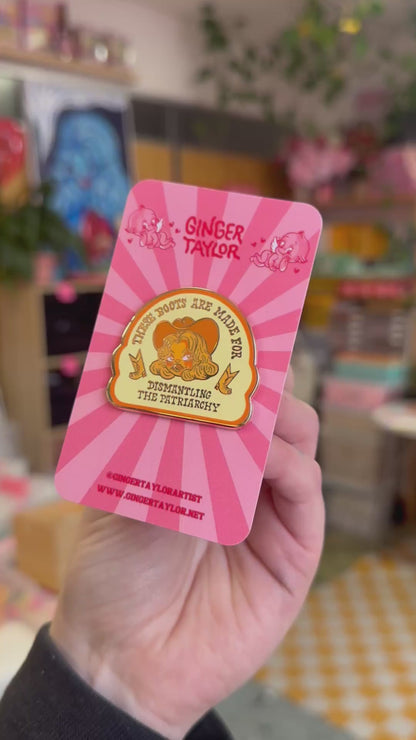 GINGER
TAYLOR
THESE BOOTS ARE MADE FOR
DISMANTLING
THE PATRIARCHY
@GINGERTAYLORARTIST
WWW.GINGERTAYLOR.NET